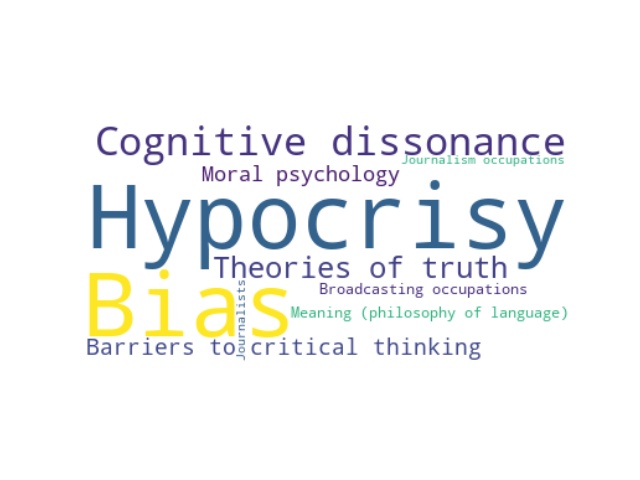 Cognitive dissonance
Journalism occupations
Moral psychology
Hypocrisy
Theories of truth
Bias
Journalists
Broadcasting occupations
Meaning (philosophy of language)
Barriers to critical thinking